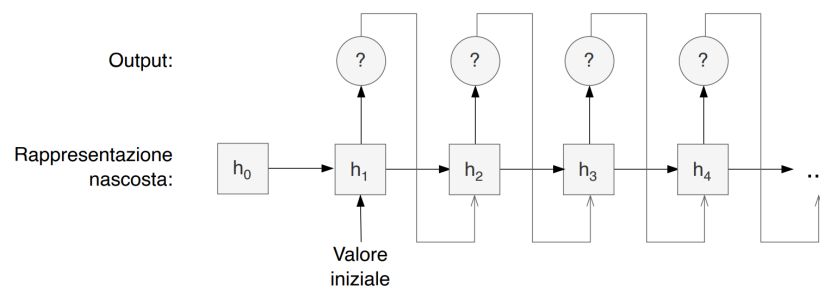 Output:
? ? ? ?
Rappresentazione
nascosta:
h₀ h₁ h₂ h₃ h₄ ..
Valore
iniziale